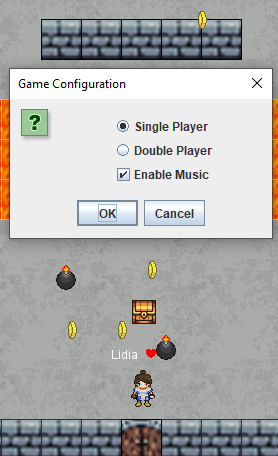 Game Configuration
?
Single Player
Double Player
Enable Music
OK
Cancel
Lidia